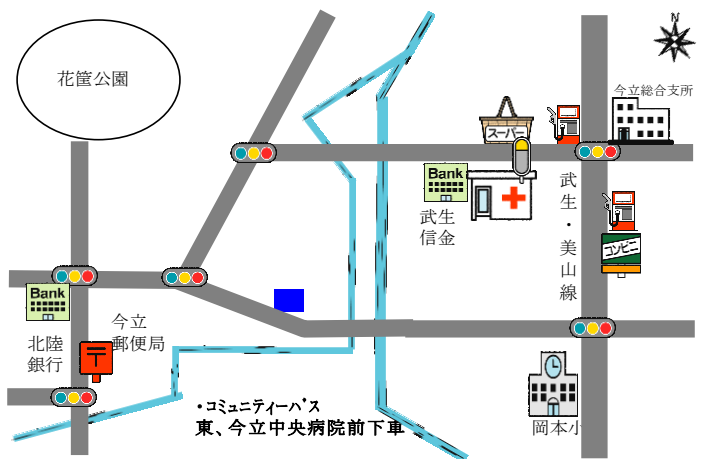 N
花筐公園
今立総合支所
スーパー
Bank
武生
信金
武生・美山線
コンビニ
Bank
北陸
銀行
今立
郵便局
岡本小
・コミュニティーバス
東、今立中央病院前下車